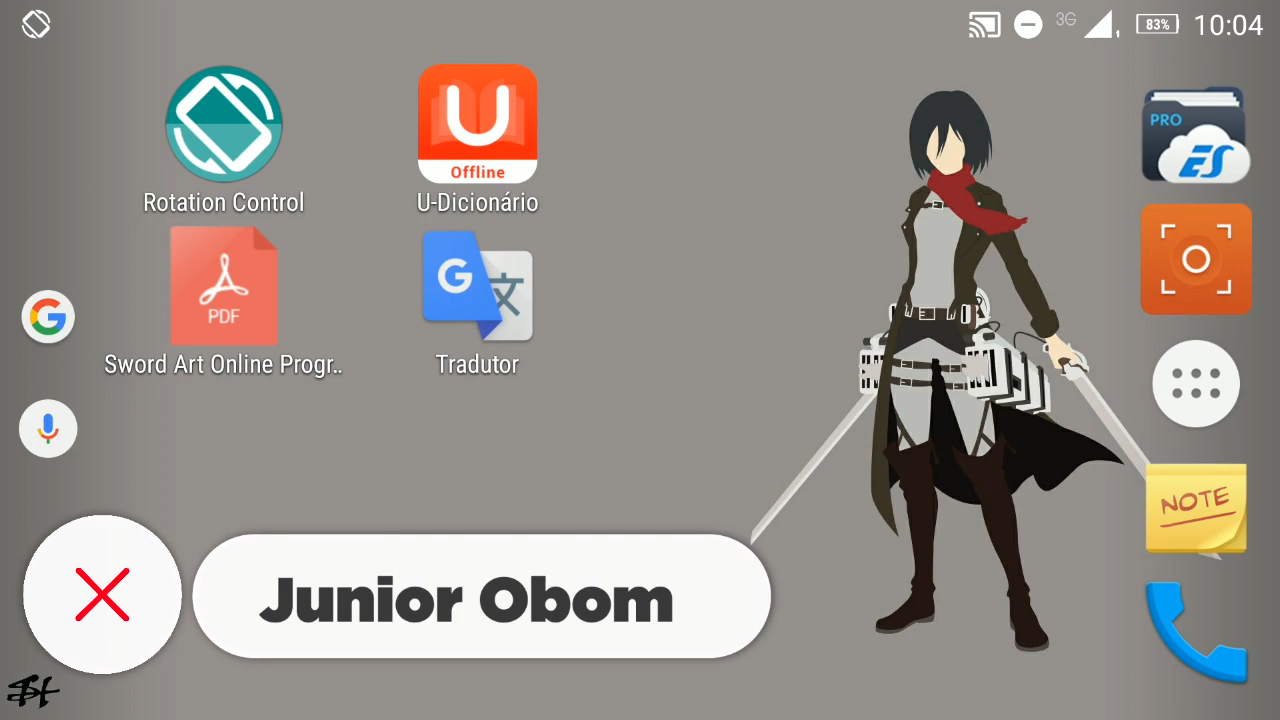 3G
83%
10:04
U
Offline
PRO
ES
Rotation Control
U-Dicionário
G
文
PDF
Sword Art Online Progr..
Tradutor
G
NOTE
Junior Obom